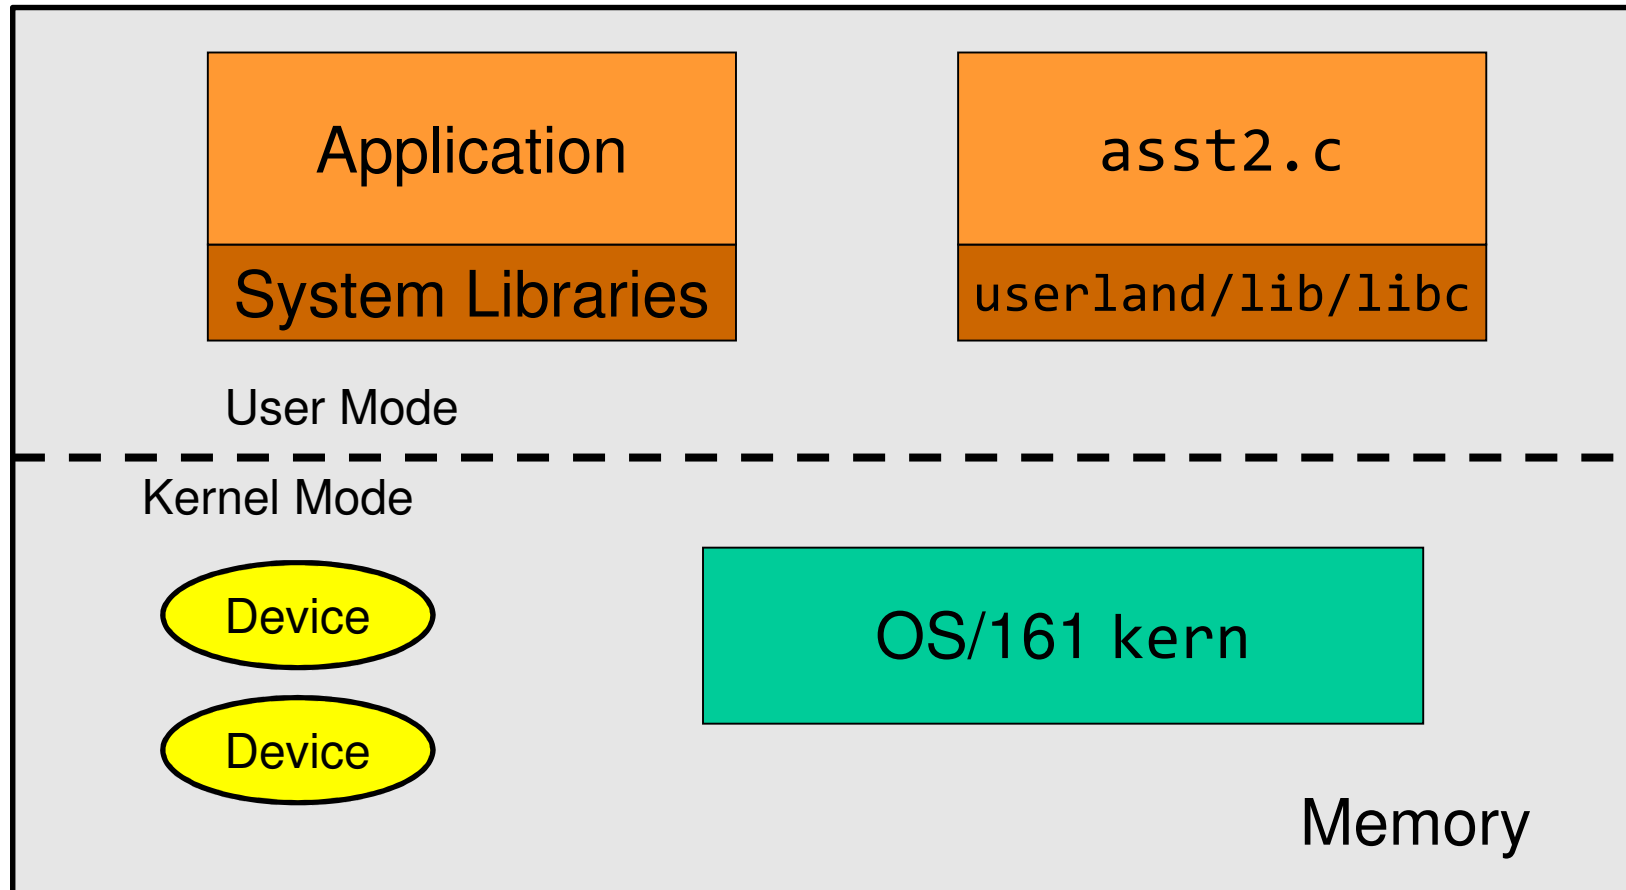 Application
System Libraries
asst2.c
userland/lib/libc
User Mode
Kernel Mode
Device
Device
OS/161 kern
Memory